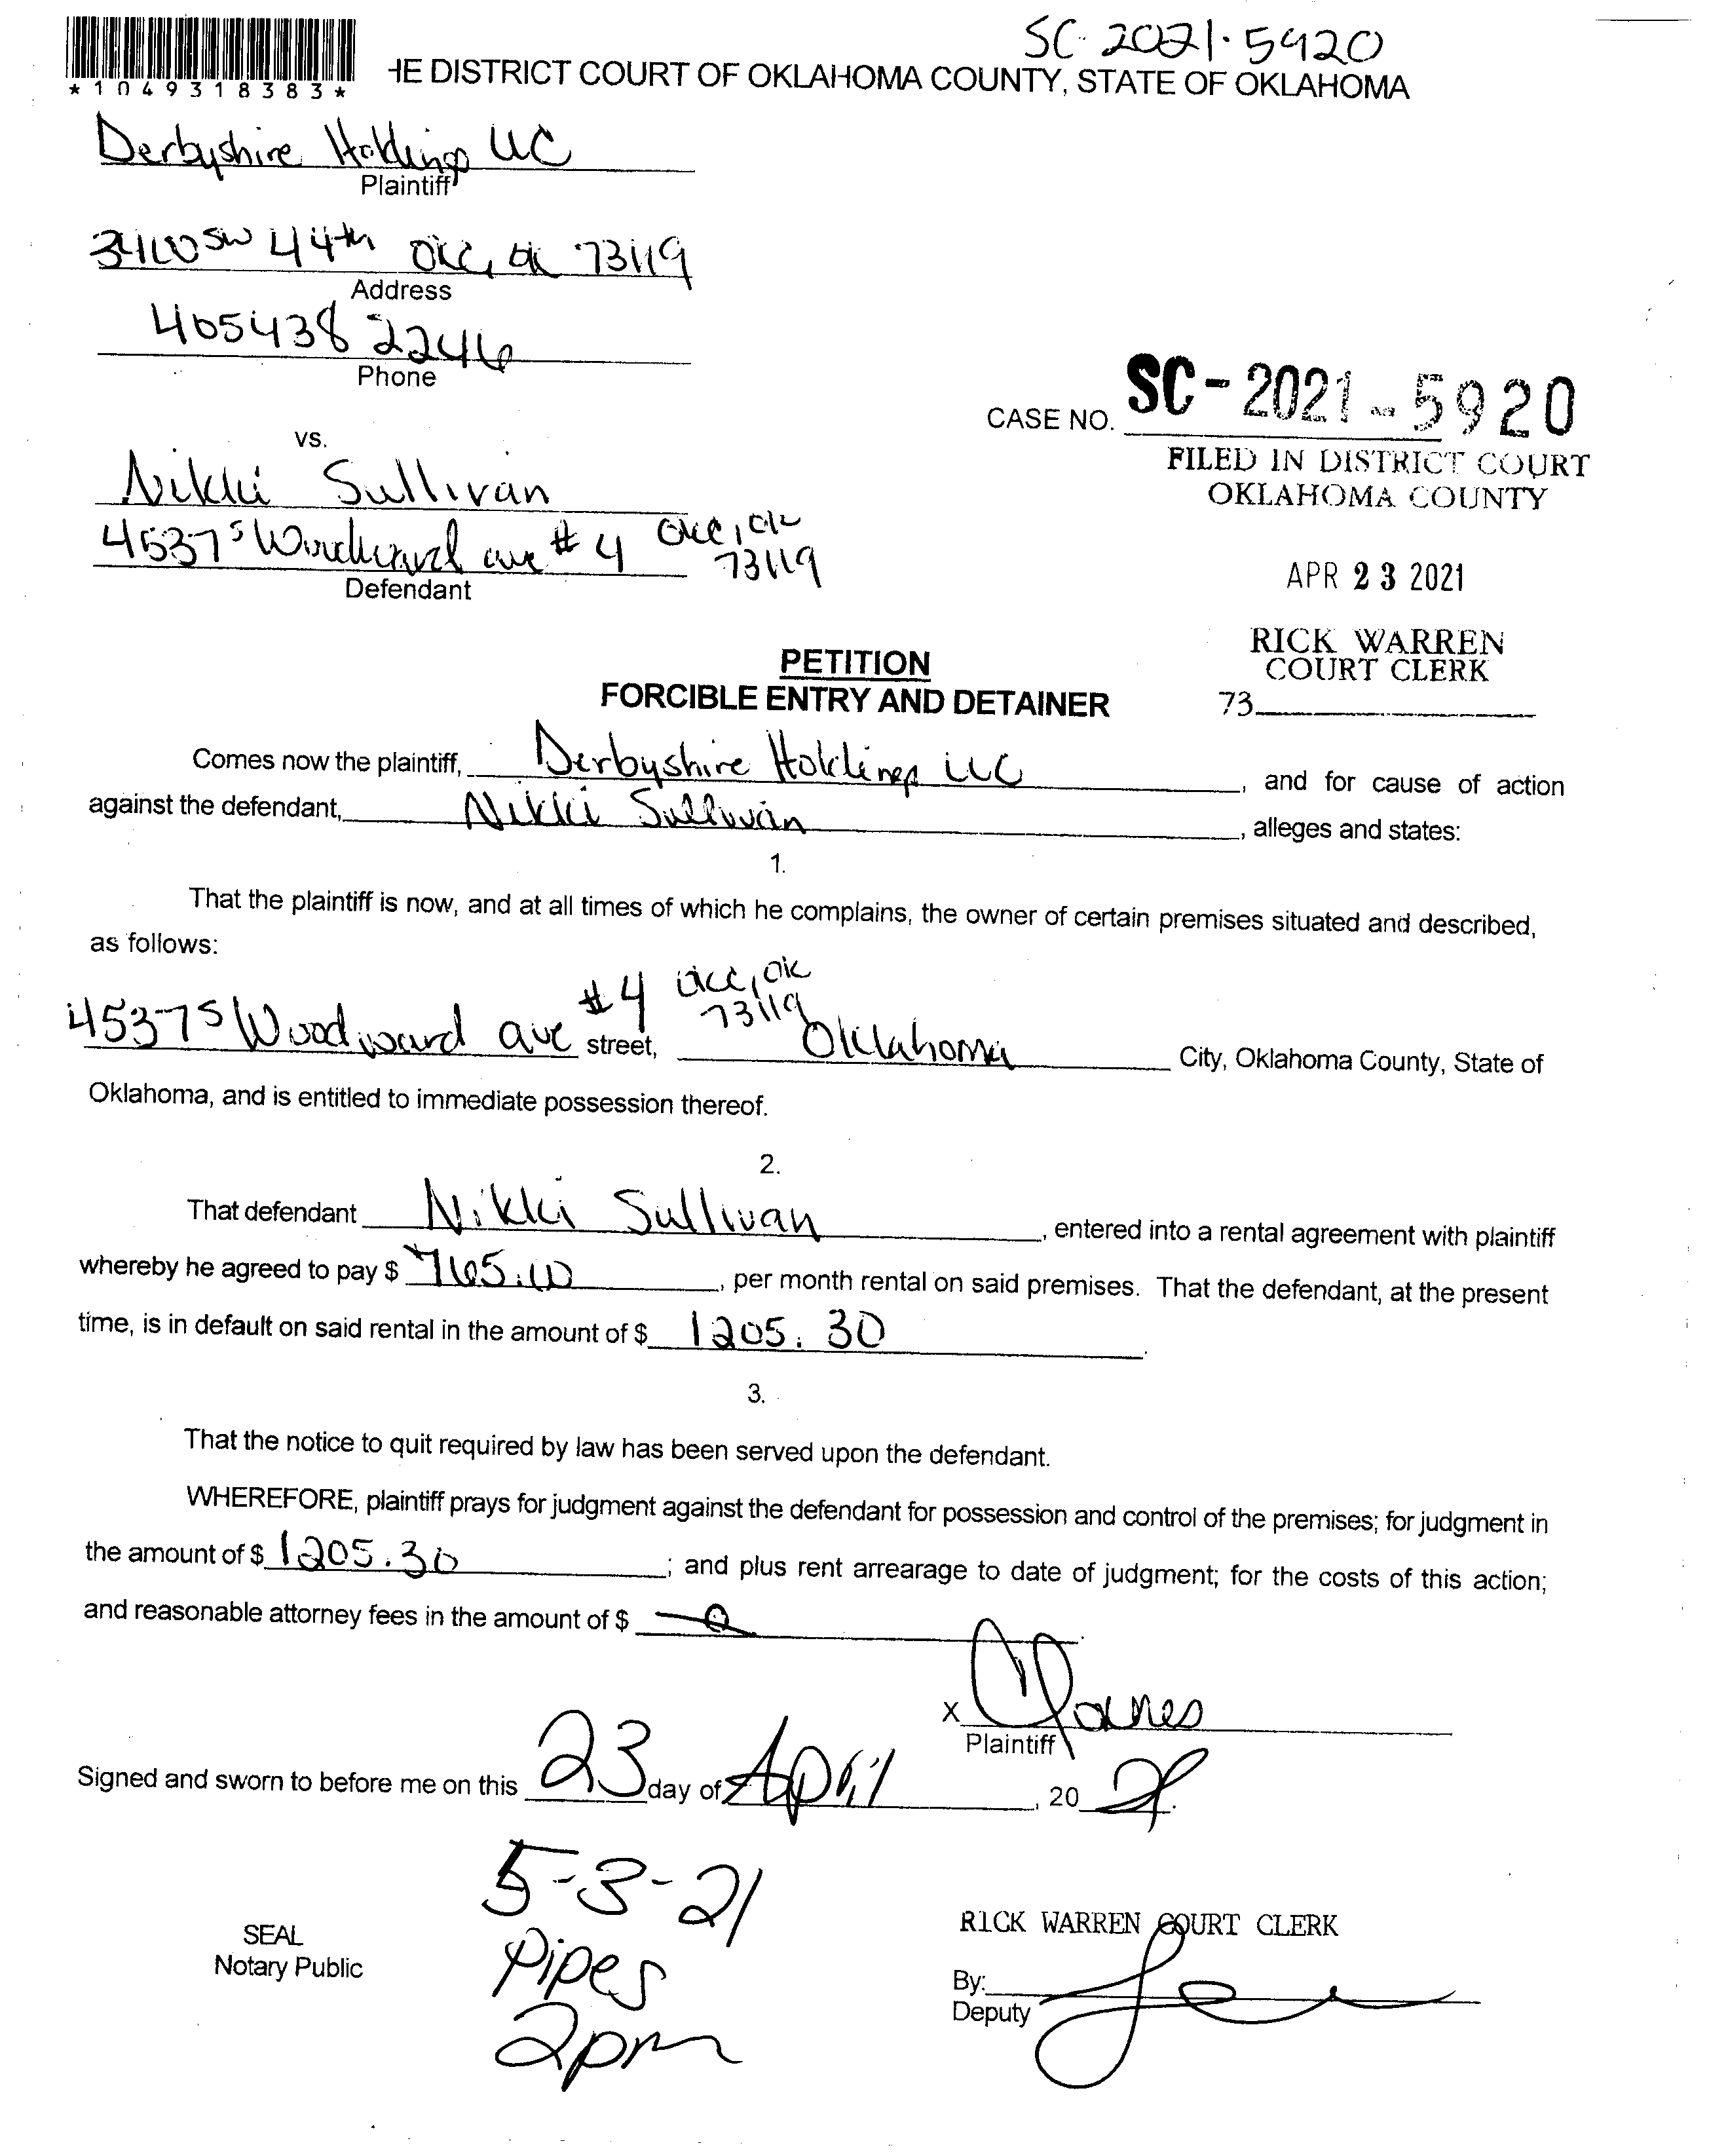 SC-2021-5920
*1049318383*
HE DISTRICT COURT OF OKLAHOMA COUNTY, STATE OF OKLAHOMA
Derbyshire Holdings LLC
Plaintiff
SW 44th OKC, OK 73119
Address
405 438 2246
Phone
CASE NO. SC-2021-5920
vs.
FILED IN DISTRICT COURT
OKLAHOMA COUNTY
Nikki Sullivan
4537 S Woodward ave #4 OKC, OK
73119
Defendant
APR 23 2021
RICK WARREN
COURT CLERK
73
PETITION
FORCIBLE ENTRY AND DETAINER
Comes now the plaintiff, Derbyshire Holdings LLC, and for cause of action
against the defendant, Nikki Sullivan, alleges and states:
1.
That the plaintiff is now, and at all times of which he complains, the owner of certain premises situated and described,
as follows:
#4 OKC, OK
73119
4537 S Woodward ave street, Oklahoma City, Oklahoma County, State of
Oklahoma, and is entitled to immediate possession thereof.
2.
That defendant Nikki Sullivan, entered into a rental agreement with plaintiff
whereby he agreed to pay $ , per month rental on said premises. That the defendant, at the present
time, is in default on said rental in the amount of $ 1205.30.
3.
That the notice to quit required by law has been served upon the defendant.
WHEREFORE, plaintiff prays for judgment against the defendant for possession and control of the premises; for judgment in
the amount of $ 1205.30; and plus rent arrearage to date of judgment; for the costs of this action;
and reasonable attorney fees in the amount of $
X
Plaintiff
Signed and sworn to before me on this 23 day of April, 20 21.
5-3-21
Pipes
2pm
SEAL
Notary Public
RICK WARREN COURT CLERK
By:
Deputy